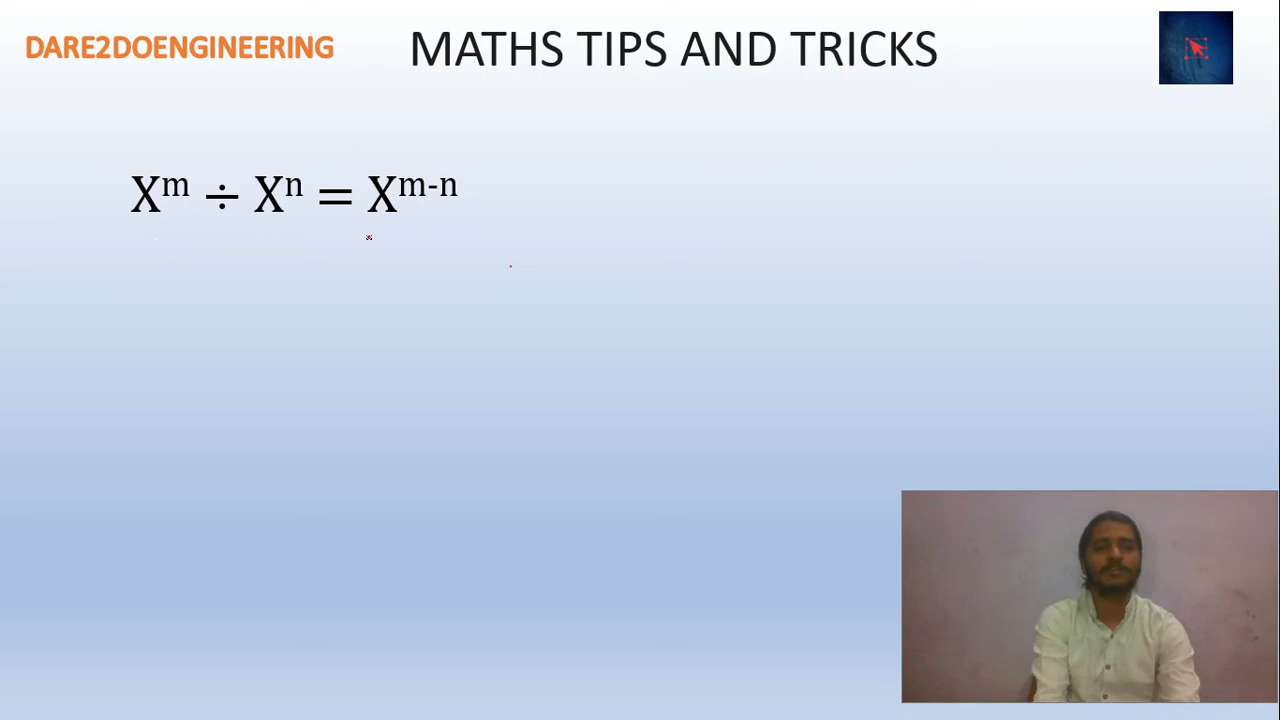 DARE2DOENGINEERING
MATHS TIPS AND TRICKS
Xᵐ ÷ Xⁿ = Xᵐ⁻ⁿ